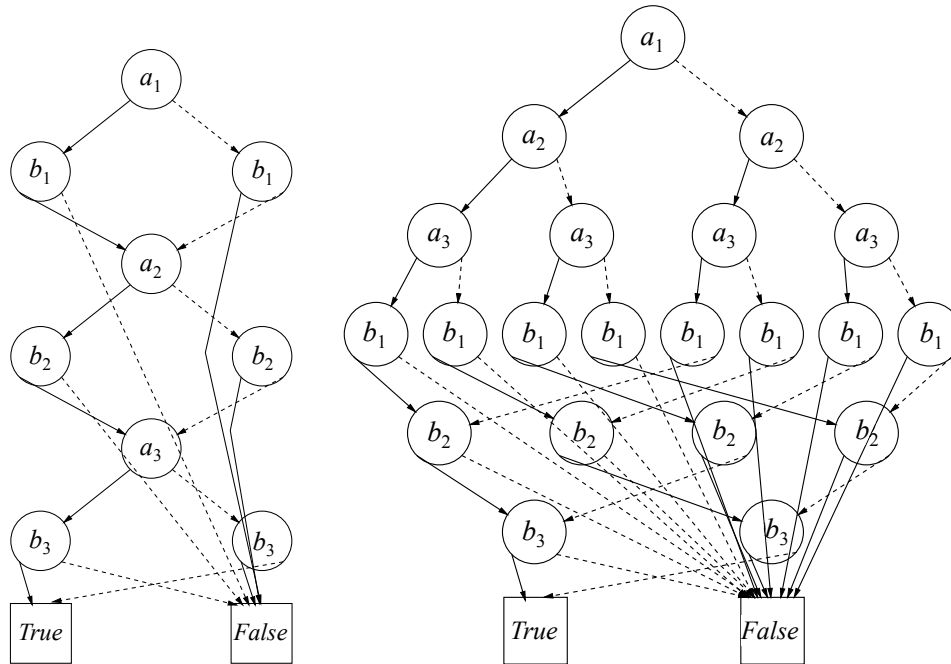 a1
b1 b1
a2
b2 b2
a3
b3 b3
True False
a1
a2 a2
a3 a3 a3 a3
b1 b1 b1 b1 b1 b1 b1 b1
b2 b2 b2 b2
b3 b3
True False